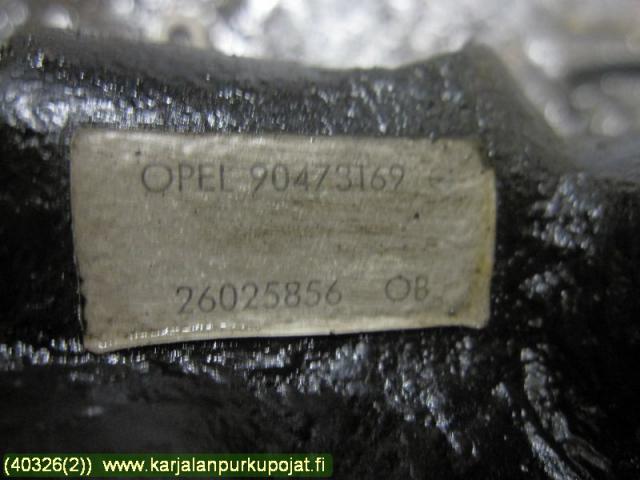 OPEL 90473169 -
26025856 OB
(40326(2)) www.karjalanpurkupojat.fi